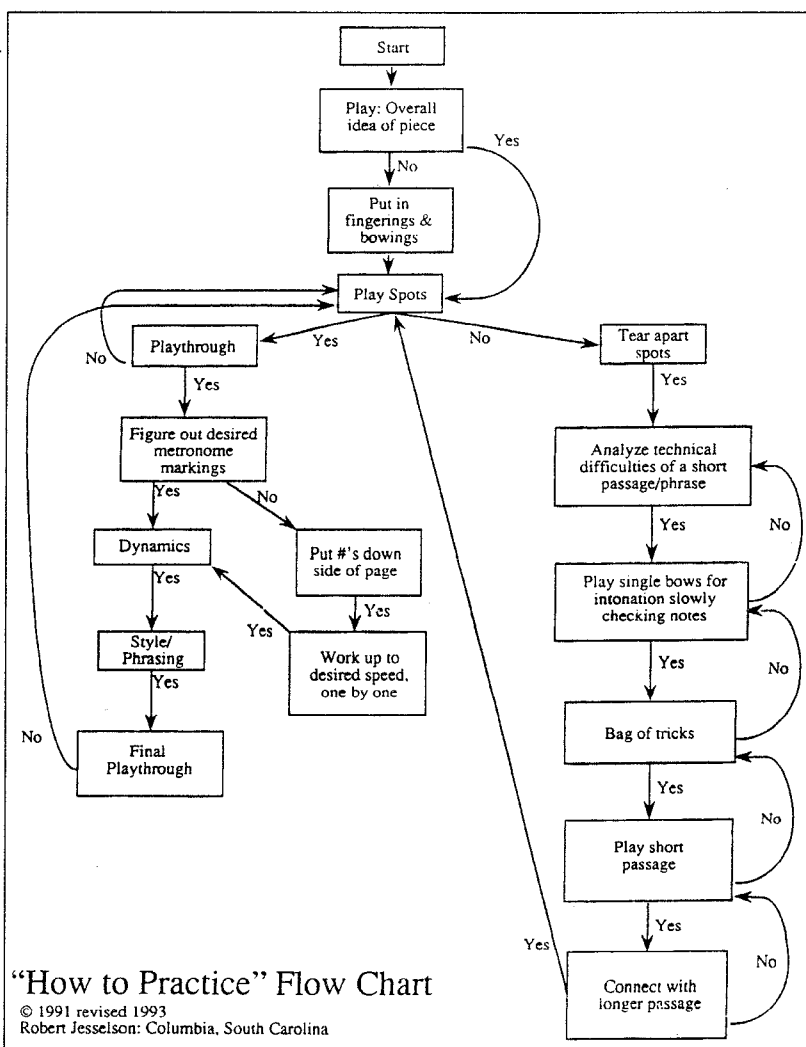 Start
Play: Overall
idea of piece
Yes
No
Put in
fingerings &
bowings
Play Spots
No
Playthrough
Yes
No
Tear apart
spots
Yes
Yes
Figure out desired
metronome
markings
Analyze technical
difficulties of a short
passage/phrase
Yes
No
No
Dynamics
Put #'s down
side of page
Yes
Play single bows for
intonation slowly
checking notes
Yes
Yes
Yes
Style/
Phrasing
Work up to
desired speed,
one by one
Yes
Yes
No
No
Final
Playthrough
Bag of tricks
Yes
No
Play short
passage
Yes
Yes
No
Connect with
longer passage
"How to Practice" Flow Chart
© 1991 revised 1993
Robert Jesselson: Columbia, South Carolina